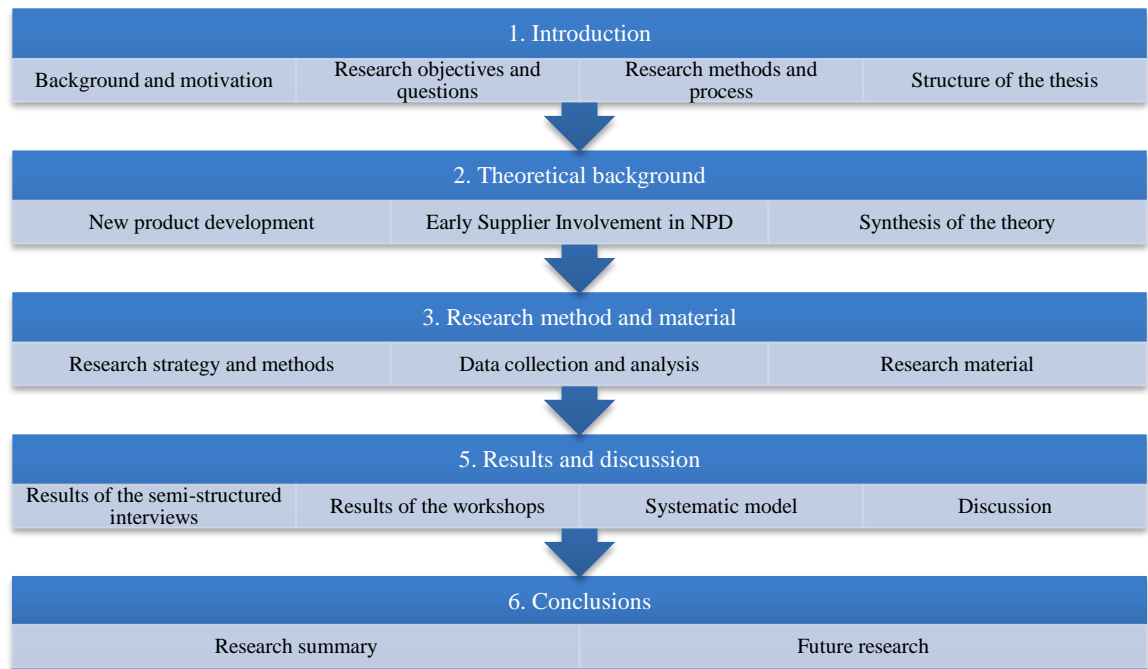 1. Introduction
Background and motivation
Research objectives and
questions
Research methods and
process
Structure of the thesis
2. Theoretical background
New product development
Early Supplier Involvement in NPD
Synthesis of the theory
3. Research method and material
Research strategy and methods
Data collection and analysis
Research material
5. Results and discussion
Results of the semi-structured
interviews
Results of the workshops
Systematic model
Discussion
6. Conclusions
Research summary
Future research